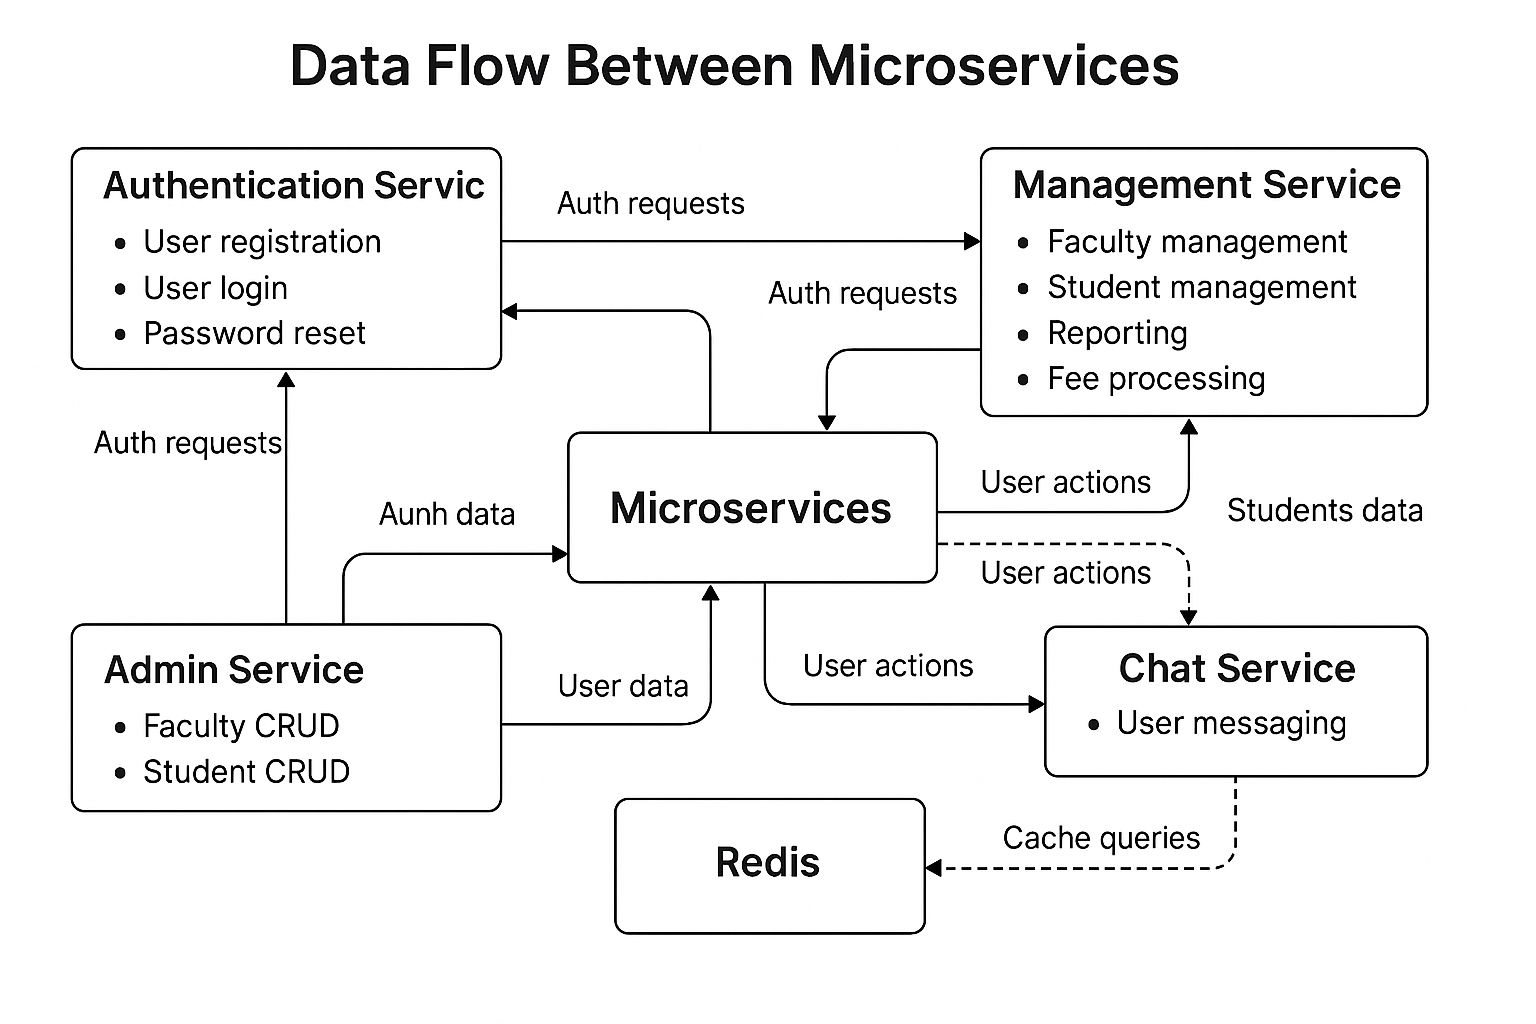 Data Flow Between Microservices
Authentication Servic
• User registration
• User login
• Password reset
Auth requests
Management Service
• Faculty management
• Student management
• Reporting
• Fee processing
Auth requests
Auth requests
Aunh data
Microservices
User actions
Students data
User actions
Admin Service
• Faculty CRUD
• Student CRUD
User data
User actions
Chat Service
• User messaging
Redis
Cache queries